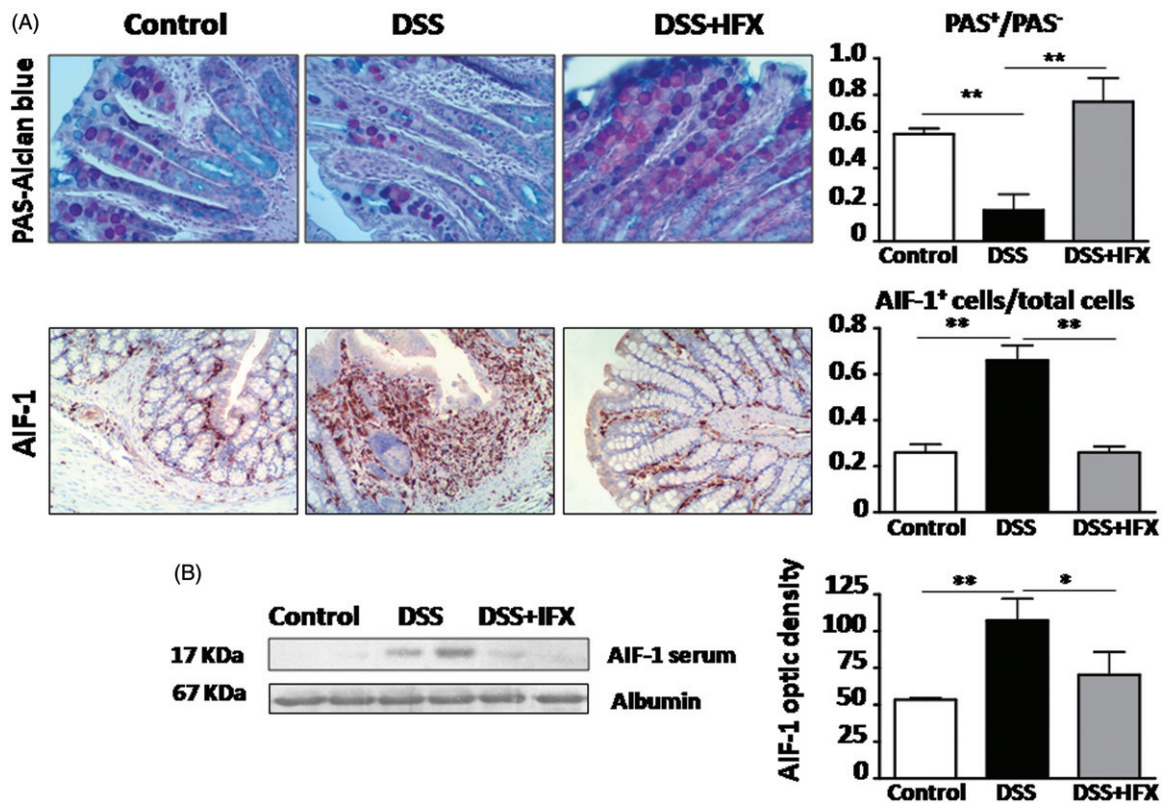 (A)
Control DSS DSS+IFX
PAS-Alcian blue
PAS⁺/PAS⁻
1.0
0.8
0.6
0.4
0.2
0
** **
Control DSS DSS+IFX
AIF-1
AIF-1⁺ cells/total cells
0.8
0.6
0.4
0.2
0
** **
Control DSS DSS+IFX
(B)
Control DSS DSS+IFX
17 KDa AIF-1 serum
67 KDa Albumin
AIF-1 optic density
125
100
75
50
25
0
** *
Control DSS DSS+IFX